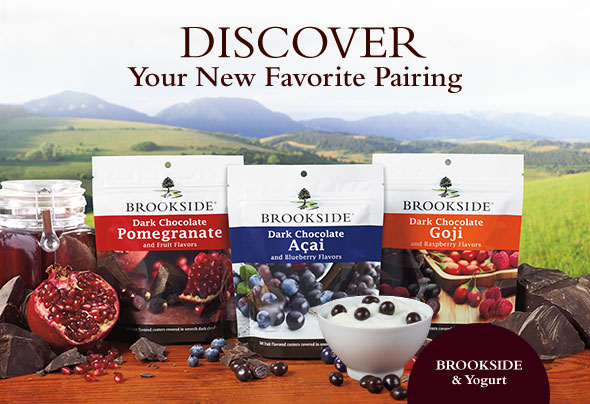 DISCOVER
Your New Favorite Pairing
BROOKSIDE
Dark Chocolate
Pomegranate
and Fruit Flavors
BROOKSIDE
Dark Chocolate
Açai
and Blueberry Flavors
BROOKSIDE
Dark Chocolate
Goji
and Raspberry Flavors
BROOKSIDE
& Yogurt